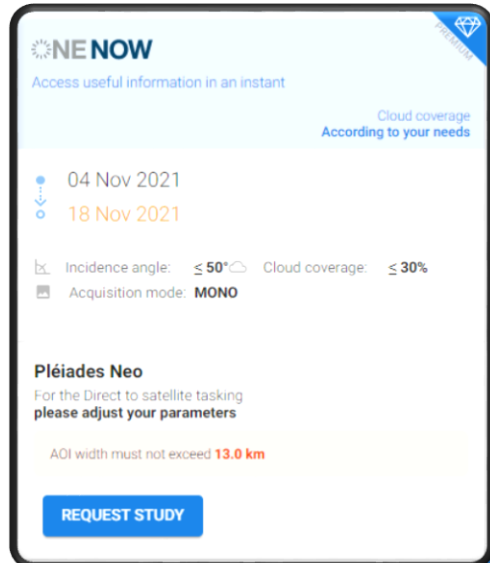 ONE NOW
PREMIUM
Access useful information in an instant
Cloud coverage
According to your needs
04 Nov 2021
18 Nov 2021
Incidence angle: ≤ 50° Cloud coverage: ≤ 30%
Acquisition mode: MONO
Pléiades Neo
For the Direct to satellite tasking
please adjust your parameters
AOI width must not exceed 13.0 km
REQUEST STUDY